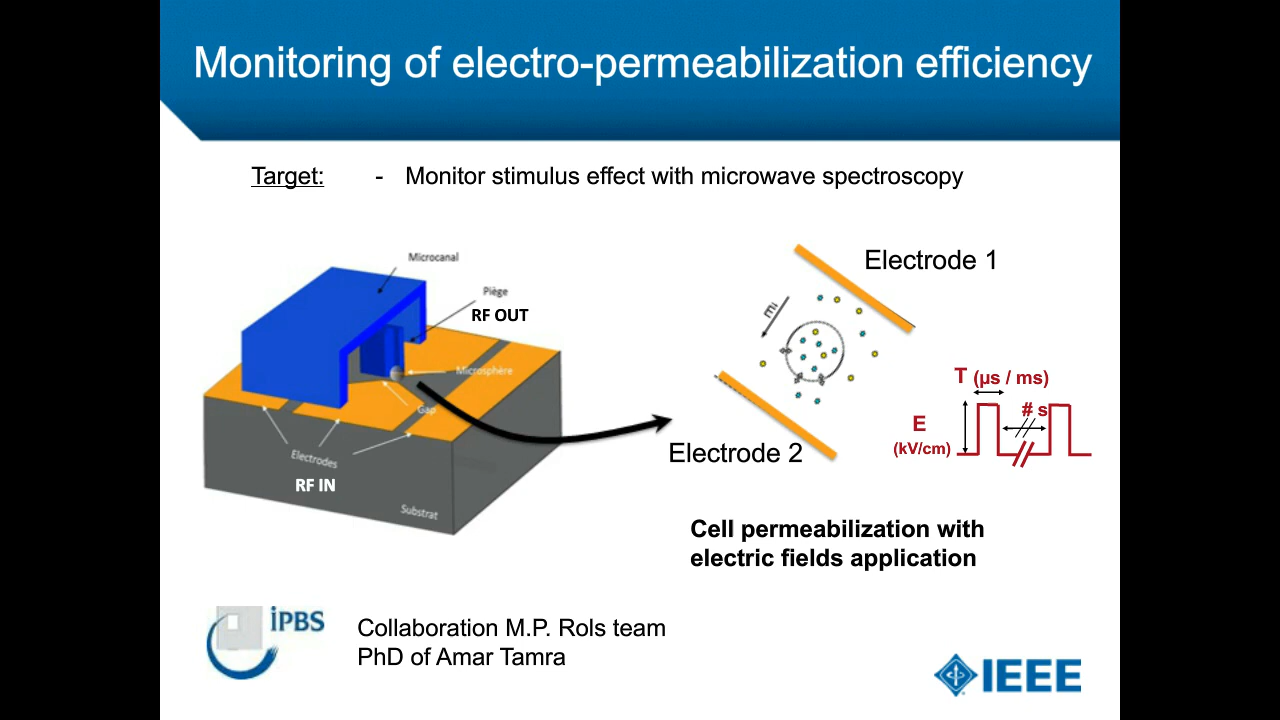 Monitoring of electro-permeabilization efficiency
Target: - Monitor stimulus effect with microwave spectroscopy
Microcanal
Piège
RF OUT
Microsphère
Gap
Electrodes
RF IN
Substrat
Electrode 1
mi
Electrode 2
T (µs / ms)
# s
E
(kV/cm)
Cell permeabilization with
electric fields application
iPBS
Collaboration M.P. Rols team
PhD of Amar Tamra
IEEE